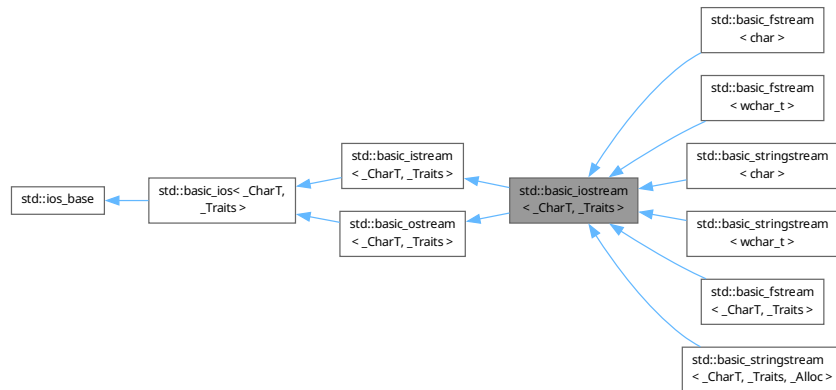 std::ios_base
std::basic_ios< _CharT,
_Traits >
std::basic_istream
< _CharT, _Traits >
std::basic_ostream
< _CharT, _Traits >
std::basic_iostream
< _CharT, _Traits >
std::basic_fstream
< char >
std::basic_fstream
< wchar_t >
std::basic_stringstream
< char >
std::basic_stringstream
< wchar_t >
std::basic_fstream
< _CharT, _Traits >
std::basic_stringstream
< _CharT, _Traits, _Alloc >